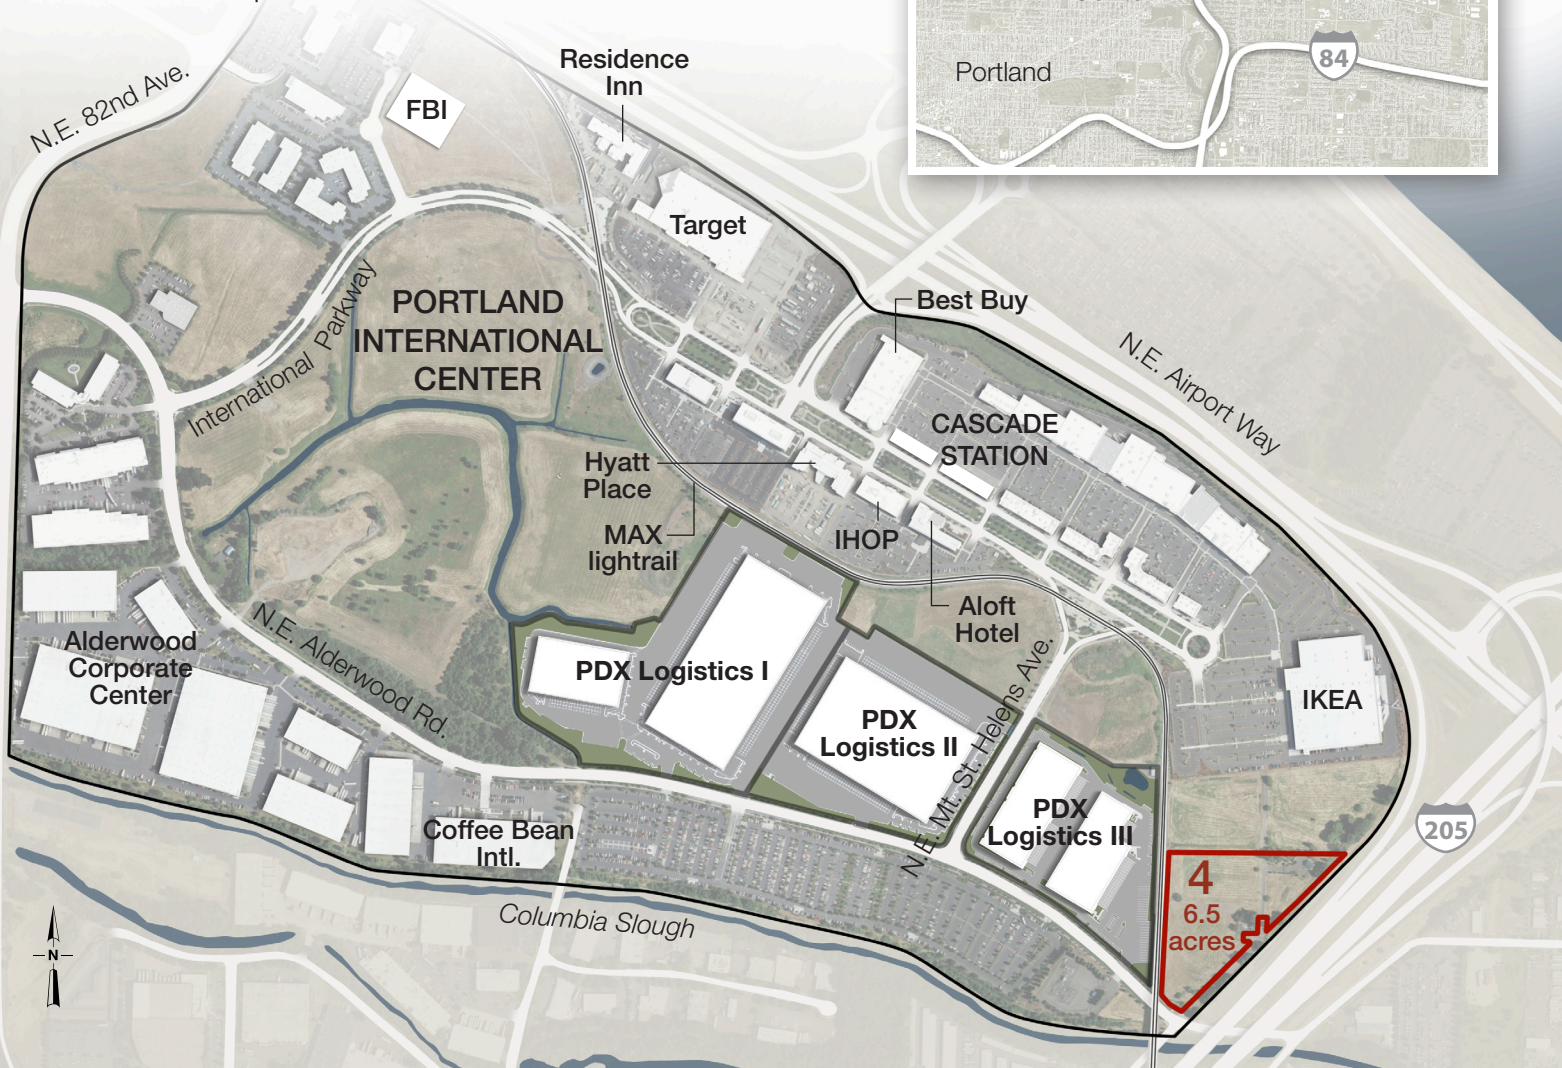 Portland
84
N.E. 82nd Ave.
FBI
Residence
Inn
Target
Best Buy
N.E. Airport Way
International Parkway
PORTLAND
INTERNATIONAL
CENTER
CASCADE
STATION
Hyatt
Place
MAX
lightrail
IHOP
Aloft
Hotel
N.E. Alderwood Rd.
Alderwood
Corporate
Center
PDX Logistics I
PDX
Logistics II
N.E. Mt. St. Helens Ave.
PDX
Logistics III
IKEA
205
4
6.5
acres
Coffee Bean
Intl.
Columbia Slough
N